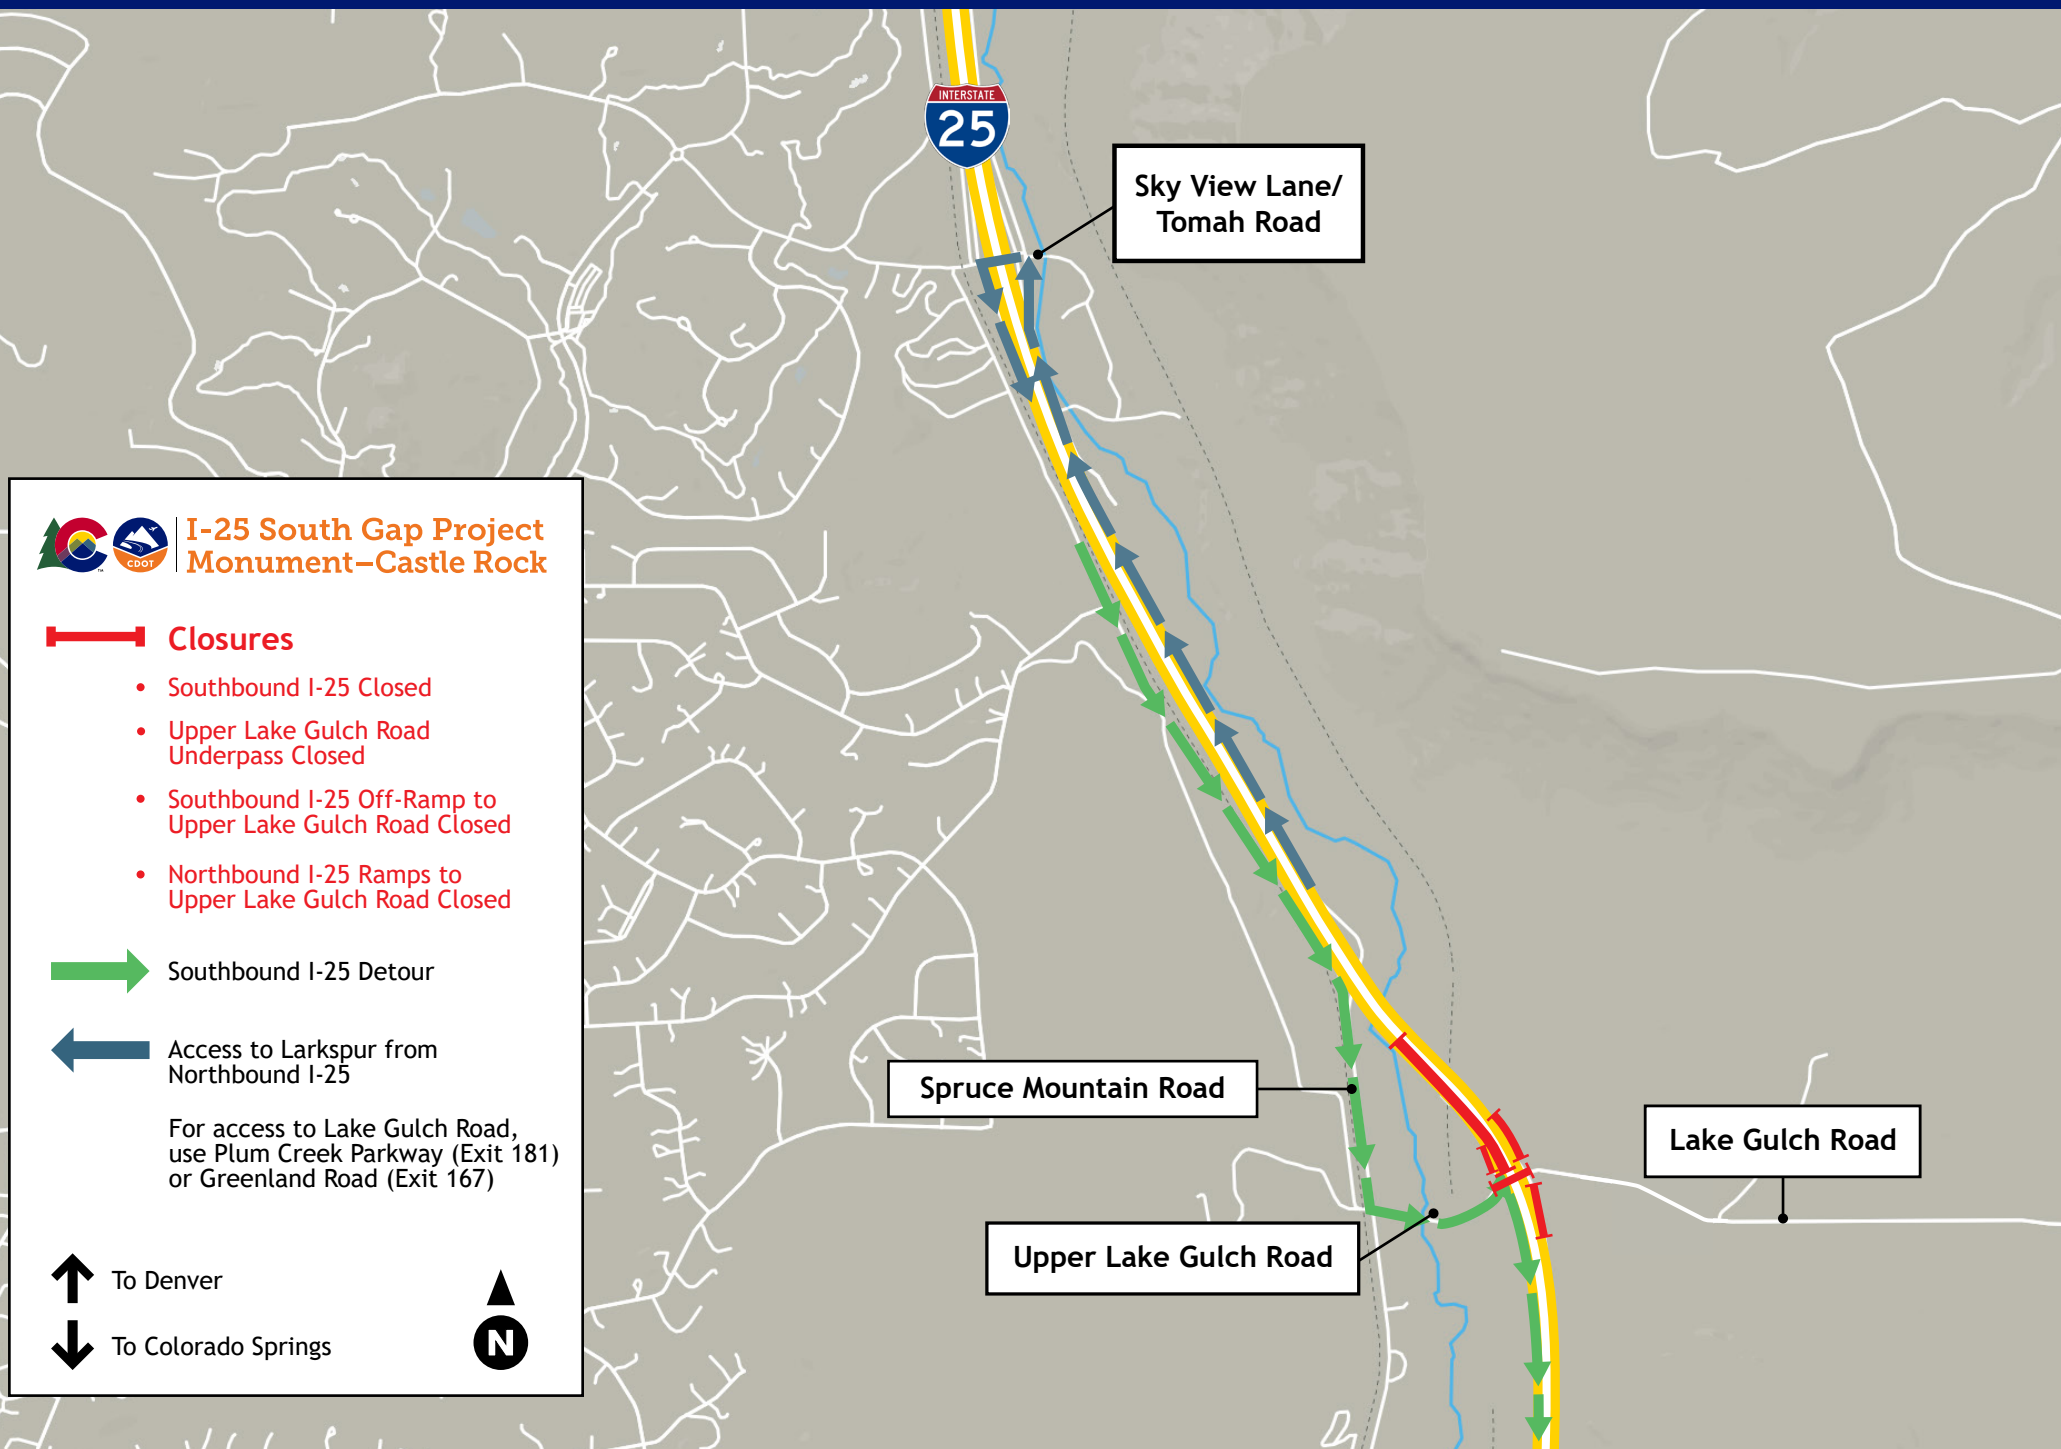 INTERSTATE
25
Sky View Lane/
Tomah Road
CDOT
I-25 South Gap Project
Monument–Castle Rock
TM
Closures
• Southbound I-25 Closed
• Upper Lake Gulch Road
Underpass Closed
• Southbound I-25 Off-Ramp to
Upper Lake Gulch Road Closed
• Northbound I-25 Ramps to
Upper Lake Gulch Road Closed
Southbound I-25 Detour
Access to Larkspur from
Northbound I-25
For access to Lake Gulch Road,
use Plum Creek Parkway (Exit 181)
or Greenland Road (Exit 167)
To Denver
To Colorado Springs
N
Spruce Mountain Road
Lake Gulch Road
Upper Lake Gulch Road